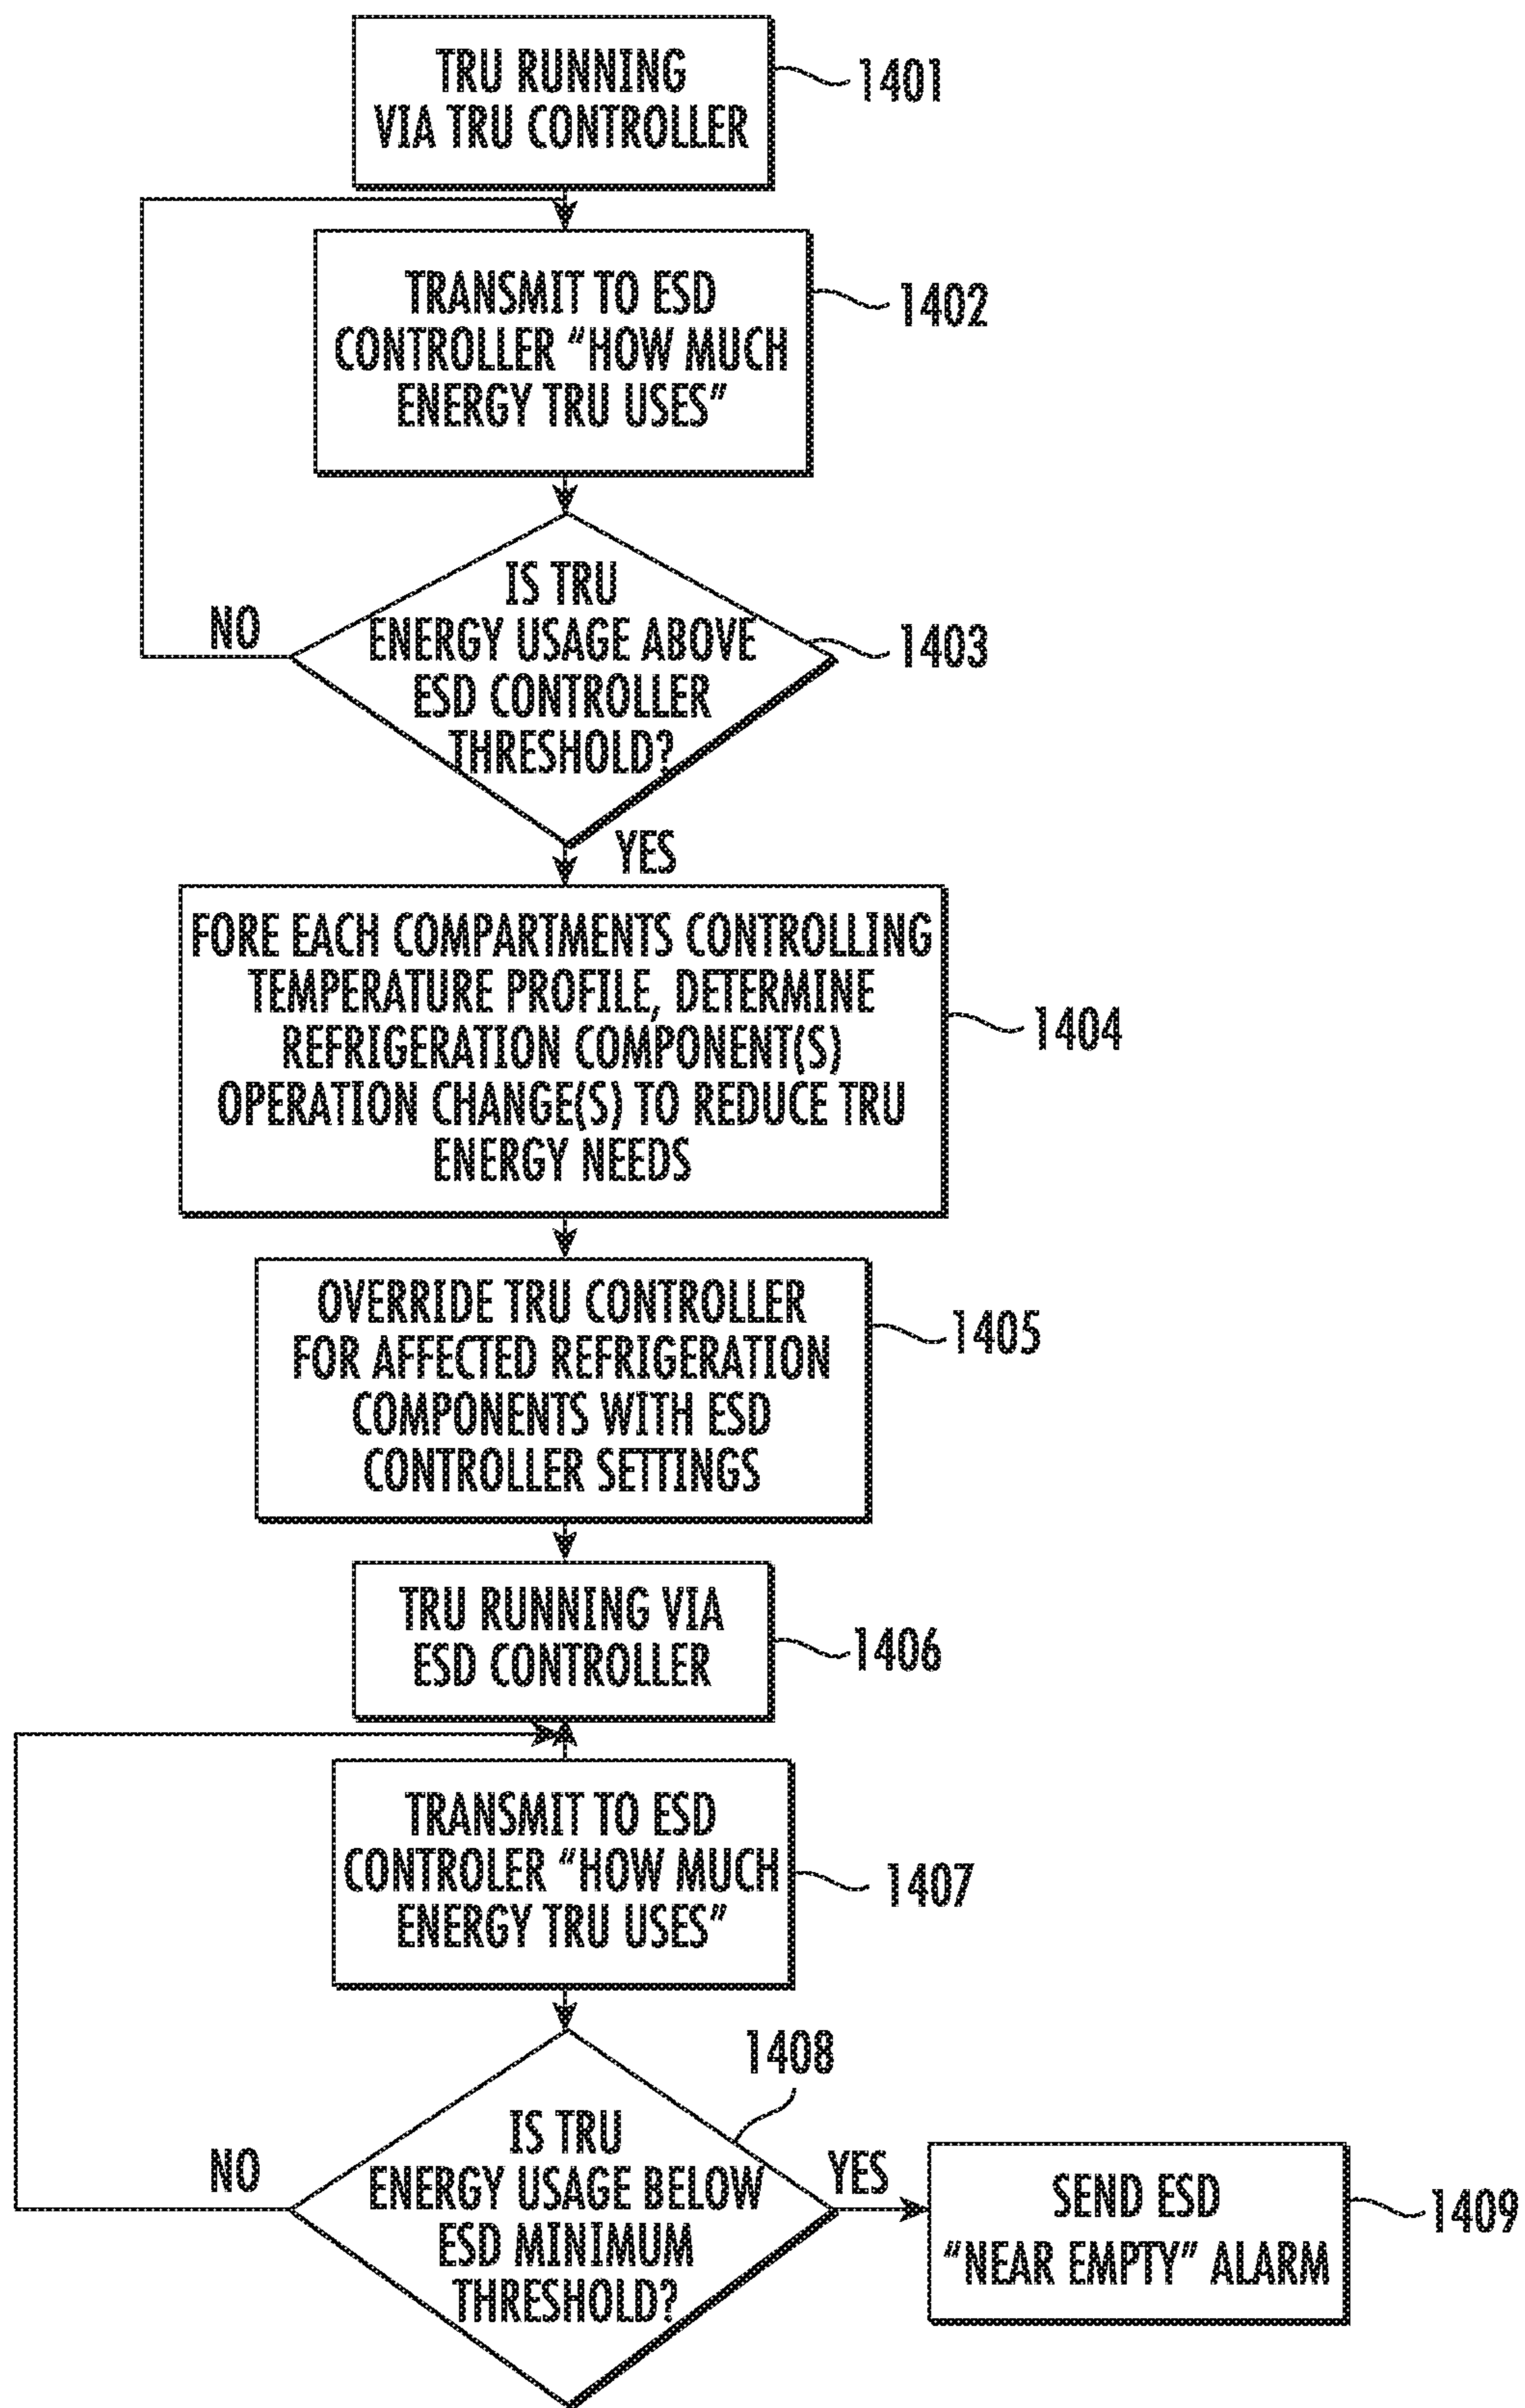 TRU RUNNING
VIA TRU CONTROLLER
1401
TRANSMIT TO ESD
CONTROLLER “HOW MUCH
ENERGY TRU USES”
1402
IS TRU
ENERGY USAGE ABOVE
ESD CONTROLLER
THRESHOLD?
1403
NO
YES
FORE EACH COMPARTMENTS CONTROLLING
TEMPERATURE PROFILE, DETERMINE
REFRIGERATION COMPONENT(S)
OPERATION CHANGE(S) TO REDUCE TRU
ENERGY NEEDS
1404
OVERRIDE TRU CONTROLLER
FOR AFFECTED REFRIGERATION
COMPONENTS WITH ESD
CONTROLLER SETTINGS
1405
TRU RUNNING VIA
ESD CONTROLLER
1406
TRANSMIT TO ESD
CONTROLER “HOW MUCH
ENERGY TRU USES”
1407
1408
IS TRU
ENERGY USAGE BELOW
ESD MINIMUM
THRESHOLD?
NO
YES
SEND ESD
“NEAR EMPTY” ALARM
1409